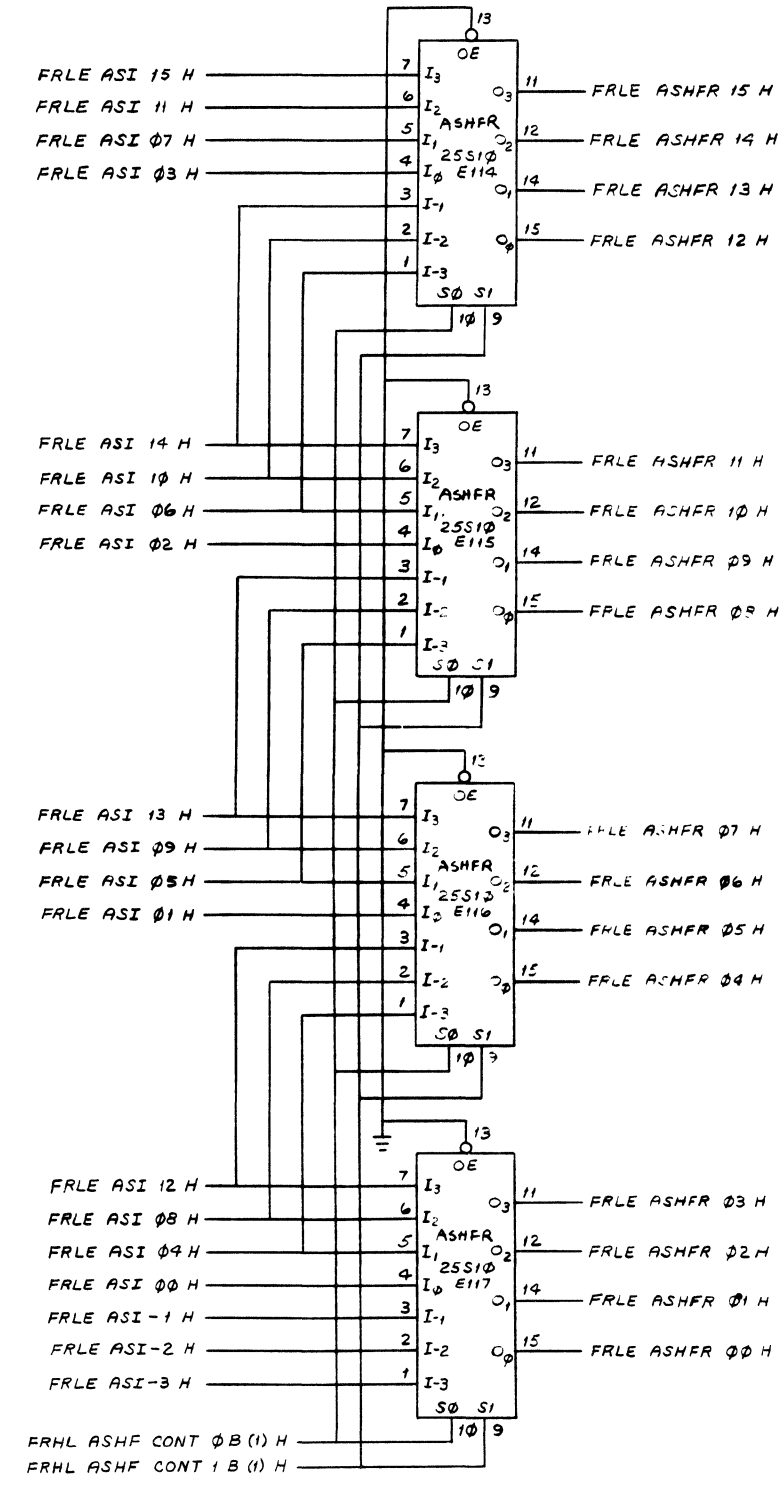 13
OE
FRLE ASI 15 H 7 I3
O3 11 FRLE ASHFR 15 H
FRLE ASI 11 H 6 I2
ASHFR
FRLE ASI Ø7 H 5 I1
O2 12 FRLE ASHFR 14 H
25S1Ø
FRLE ASI Ø3 H 4 IØ
E114
3 I-1
O1 14 FRLE ASHFR 13 H
2 I-2
OØ 15 FRLE ASHFR 12 H
1 I-3
SØ S1
1Ø 9
13
OE
FRLE ASI 14 H 7 I3
O3 11 FRLE ASHFR 11 H
FRLE ASI 1Ø H 6 I2
ASHFR
FRLE ASI Ø6 H 5 I1
O2 12 FRLE ASHFR 1Ø H
25S1Ø
FRLE ASI Ø2 H 4 IØ
E115
3 I-1
O1 14 FRLE ASHFR Ø9 H
2 I-2
OØ 15 FRLE ASHFR Ø8 H
1 I-3
SØ S1
1Ø 9
13
OE
FRLE ASI 13 H 7 I3
O3 11 FRLE ASHFR Ø7 H
FRLE ASI Ø9 H 6 I2
ASHFR
FRLE ASI Ø5 H 5 I1
O2 12 FRLE ASHFR Ø6 H
25S1Ø
FRLE ASI Ø1 H 4 IØ
E116
3 I-1
O1 14 FRLE ASHFR Ø5 H
2 I-2
OØ 15 FRLE ASHFR Ø4 H
1 I-3
SØ S1
1Ø 9
13
OE
FRLE ASI 12 H 7 I3
O3 11 FRLE ASHFR Ø3 H
FRLE ASI Ø8 H 6 I2
ASHFR
FRLE ASI Ø4 H 5 I1
O2 12 FRLE ASHFR Ø2 H
25S1Ø
FRLE ASI ØØ H 4 IØ
E117
FRLE ASI-1 H 3 I-1
O1 14 FRLE ASHFR Ø1 H
FRLE ASI-2 H 2 I-2
OØ 15 FRLE ASHFR ØØ H
FRLE ASI-3 H 1 I-3
SØ S1
1Ø 9
FRHL ASHF CONT Ø B (1) H
FRHL ASHF CONT 1 B (1) H